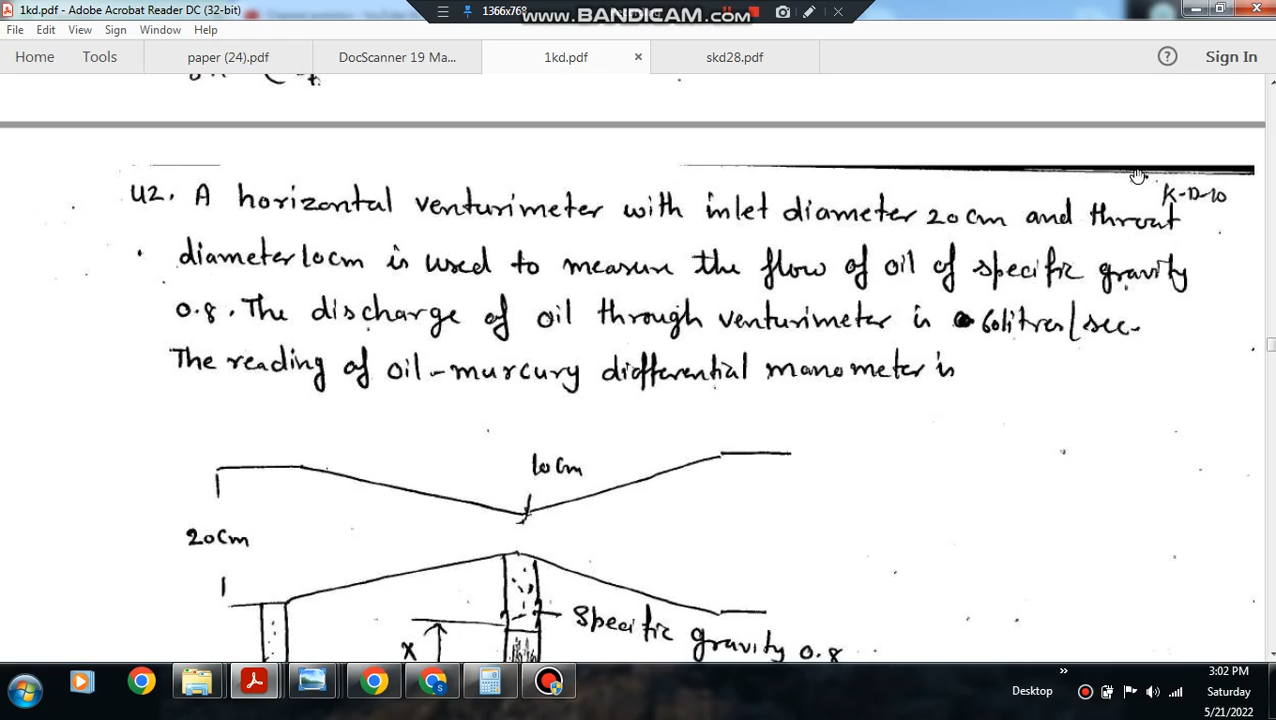 1kd.pdf - Adobe Acrobat Reader DC (32-bit)
1366x768
www.BANDICAM.com
File Edit View Sign Window Help
Home Tools paper (24).pdf DocScanner 19 Ma... 1kd.pdf × skd28.pdf ? Sign In
K-D-10
42. A horizontal venturimeter with inlet diameter 20cm and throat
diameter 10cm is used to measure the flow of oil of specific gravity
0.8. The discharge of oil through venturimeter is 60litres/sec.
The reading of oil-murcury diofferential manometer is
10cm
20cm
Specific gravity 0.8
x
»
Desktop
3:02 PM
Saturday
5/21/2022